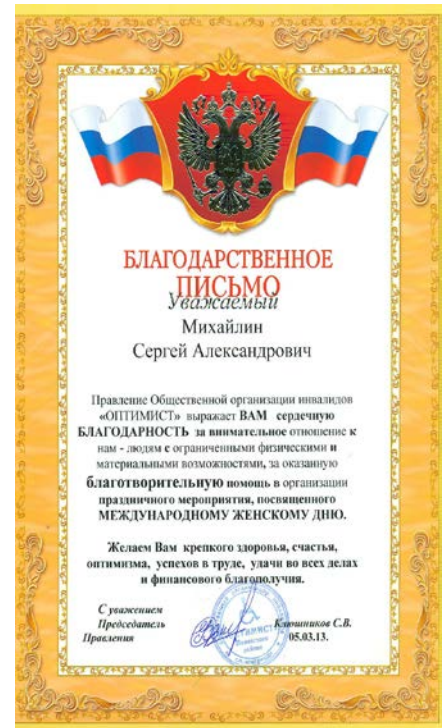 БЛАГОДАРСТВЕННОЕ
ПИСЬМО
Уважаемый
Михайлин
Сергей Александрович
Правление Общественной организации инвалидов
«ОПТИМИСТ» выражает ВАМ сердечную
БЛАГОДАРНОСТЬ за внимательное отношение к
нам - людям с ограниченными физическими и
материальными возможностями, за оказанную
благотворительную помощь в организации
праздничного мероприятия, посвященного
МЕЖДУНАРОДНОМУ ЖЕНСКОМУ ДНЮ.
Желаем Вам крепкого здоровья, счастья,
оптимизма, успехов в труде, удачи во всех делах
и финансового благополучия.
С уважением
Председатель Клюшников С.В.
Правления 05.03.13.